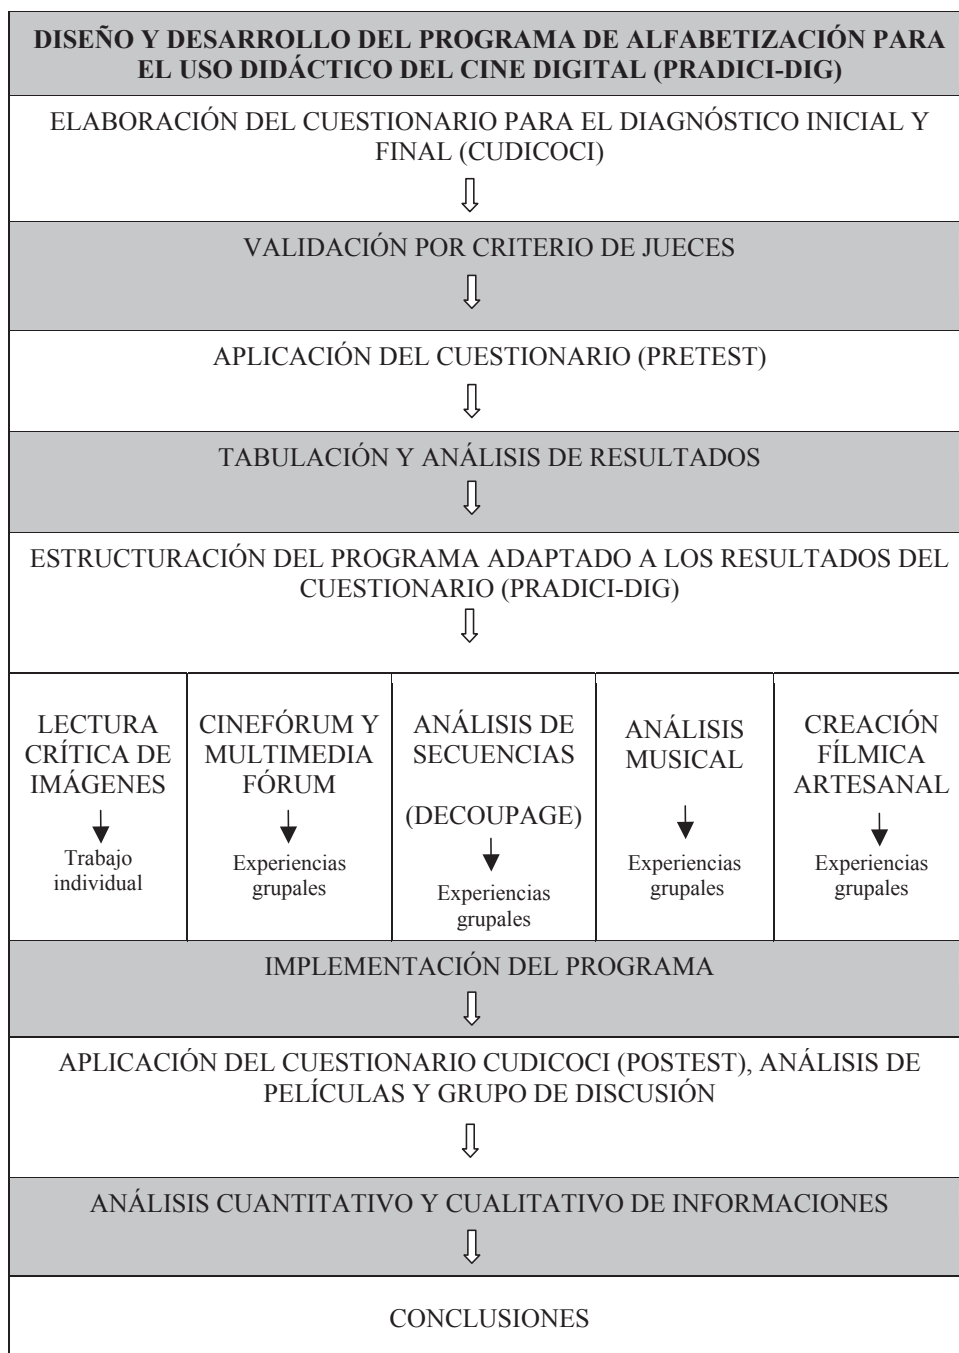 DISEÑO Y DESARROLLO DEL PROGRAMA DE ALFABETIZACIÓN PARA
EL USO DIDÁCTICO DEL CINE DIGITAL (PRADICI-DIG)
ELABORACIÓN DEL CUESTIONARIO PARA EL DIAGNÓSTICO INICIAL Y
FINAL (CUDICOCI)
VALIDACIÓN POR CRITERIO DE JUECES
APLICACIÓN DEL CUESTIONARIO (PRETEST)
TABULACIÓN Y ANÁLISIS DE RESULTADOS
ESTRUCTURACIÓN DEL PROGRAMA ADAPTADO A LOS RESULTADOS DEL
CUESTIONARIO (PRADICI-DIG)
LECTURA
CRÍTICA DE
IMÁGENES
Trabajo
individual
CINEFÓRUM Y
MULTIMEDIA
FÓRUM
Experiencias
grupales
ANÁLISIS DE
SECUENCIAS
(DECOUPAGE)
Experiencias
grupales
ANÁLISIS
MUSICAL
Experiencias
grupales
CREACIÓN
FÍLMICA
ARTESANAL
Experiencias
grupales
IMPLEMENTACIÓN DEL PROGRAMA
APLICACIÓN DEL CUESTIONARIO CUDICOCI (POSTEST), ANÁLISIS DE
PELÍCULAS Y GRUPO DE DISCUSIÓN
ANÁLISIS CUANTITATIVO Y CUALITATIVO DE INFORMACIONES
CONCLUSIONES